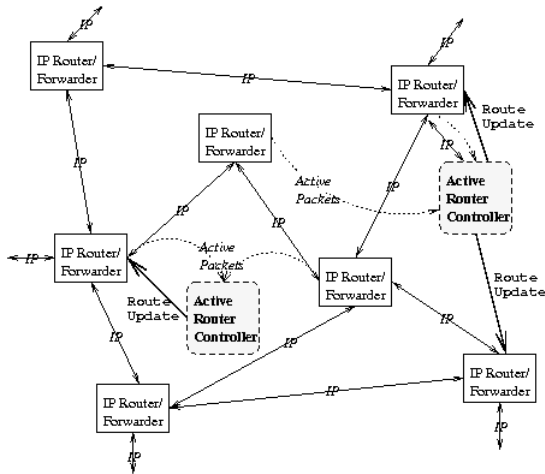 IP
IP
IP Router/
Forwarder
IP
IP Router/
Forwarder
Route
Update
IP Router/
Forwarder
IP
IP
Active
Packets
IP
Active
Router
Controller
IP
IP
IP
IP Router/
Forwarder
Active
Packets
IP Router/
Forwarder
Route
Update
Route
Update
Active
Router
Controller
IP
IP
IP
IP Router/
Forwarder
IP
IP Router/
Forwarder
IP
IP